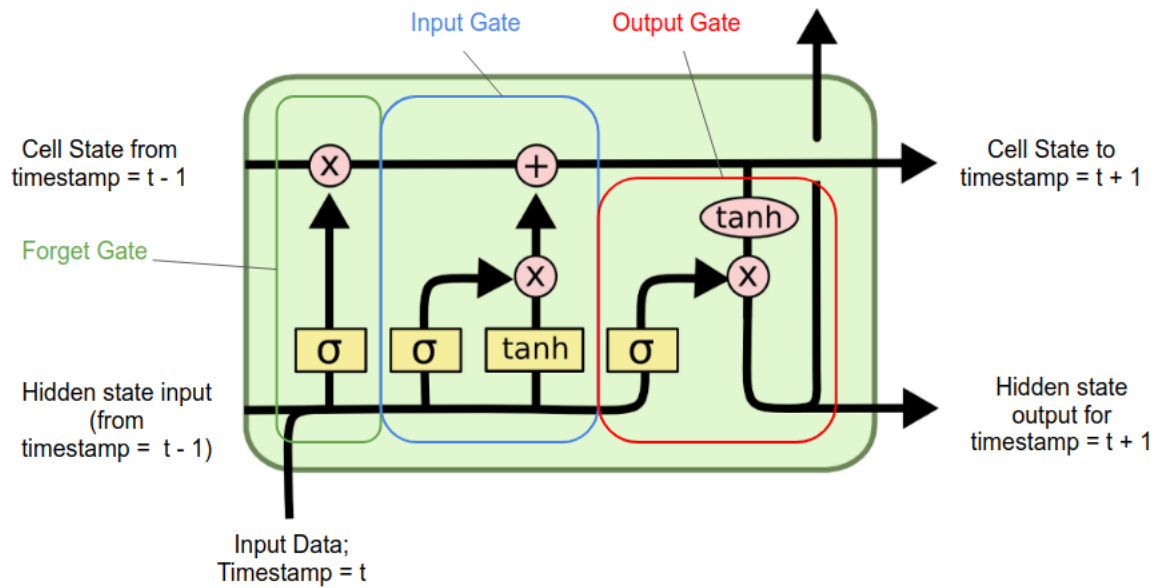 Input Gate
Output Gate
Cell State from
timestamp = t - 1
x
+
Cell State to
timestamp = t + 1
tanh
Forget Gate
x
x
σ
σ
tanh
σ
Hidden state input
(from
timestamp = t - 1)
Hidden state
output for
timestamp = t + 1
Input Data;
Timestamp = t